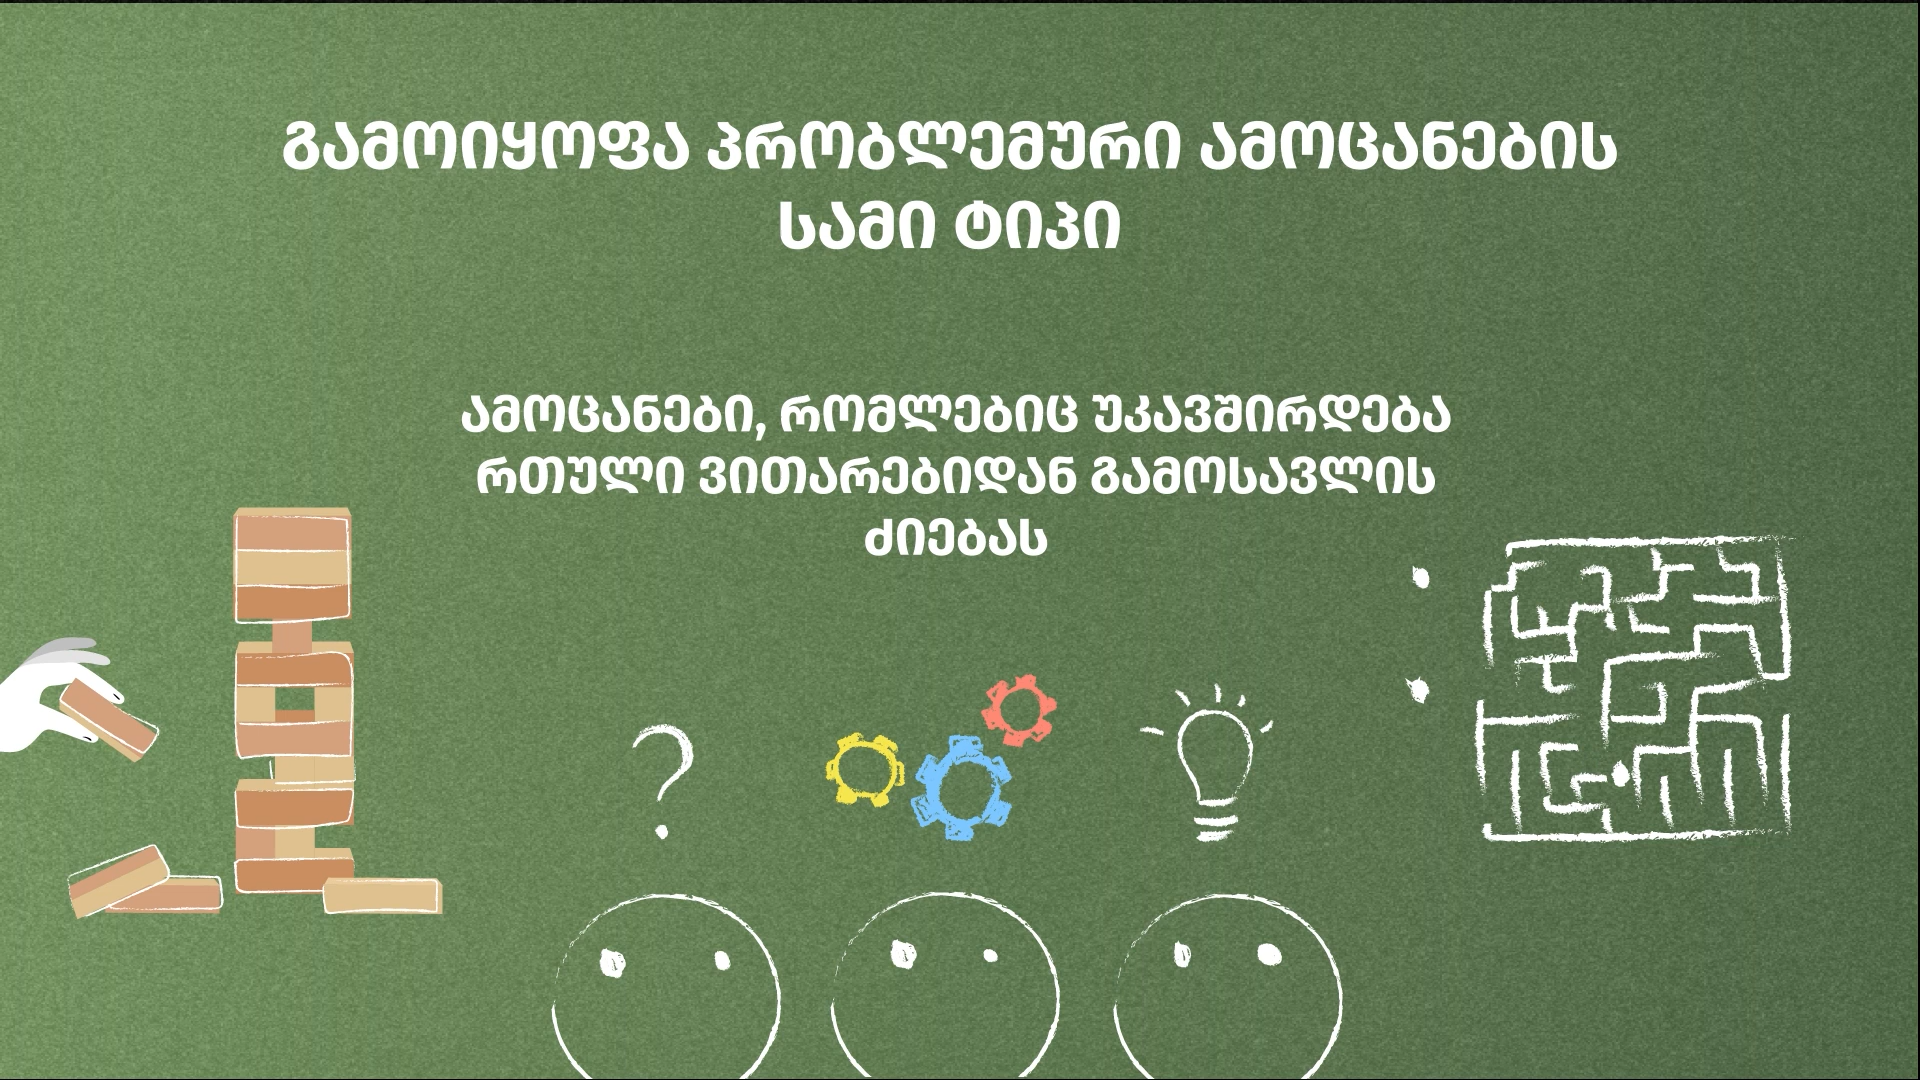 გამოიყოფა პრობლემური ამოცანების
სამი ტიპი
ამოცანები, რომლებიც უკავშირდება
რთული ვითარებიდან გამოსავლის
ძიებას
?